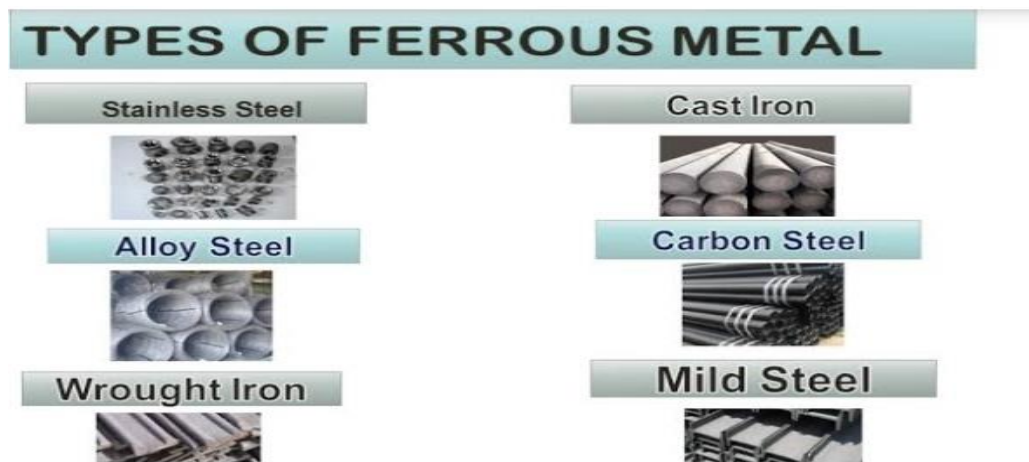 TYPES OF FERROUS METAL
Stainless Steel
Cast Iron
Alloy Steel
Carbon Steel
Wrought Iron
Mild Steel